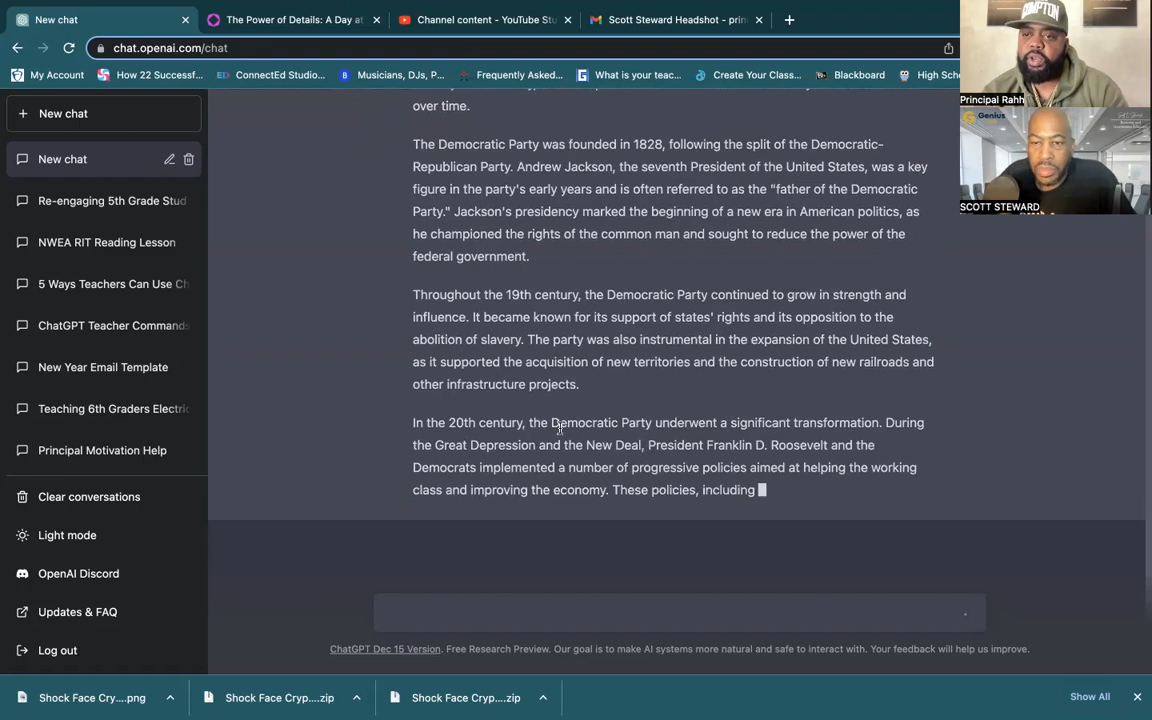 New chat
The Power of Details: A Day at
Channel content - YouTube Stu
Scott Steward Headshot - prin
chat.openai.com/chat
My Account
How 22 Successf...
ConnectEd Studio...
Musicians, DJs, P...
Frequently Asked...
What is your teac...
Create Your Class...
Blackboard
High Sch
COMPTON
Principal Rahh
Genius
SCOTT STEWARD
New chat
New chat
Re-engaging 5th Grade Stud
NWEA RIT Reading Lesson
5 Ways Teachers Can Use Ch
ChatGPT Teacher Commands
New Year Email Template
Teaching 6th Graders Electric
Principal Motivation Help
Clear conversations
Light mode
OpenAI Discord
Updates & FAQ
Log out
over time.
The Democratic Party was founded in 1828, following the split of the Democratic-
Republican Party. Andrew Jackson, the seventh President of the United States, was a key
figure in the party's early years and is often referred to as the "father of the Democratic
Party." Jackson's presidency marked the beginning of a new era in American politics, as
he championed the rights of the common man and sought to reduce the power of the
federal government.
Throughout the 19th century, the Democratic Party continued to grow in strength and
influence. It became known for its support of states' rights and its opposition to the
abolition of slavery. The party was also instrumental in the expansion of the United States,
as it supported the acquisition of new territories and the construction of new railroads and
other infrastructure projects.
In the 20th century, the Democratic Party underwent a significant transformation. During
the Great Depression and the New Deal, President Franklin D. Roosevelt and the
Democrats implemented a number of progressive policies aimed at helping the working
class and improving the economy. These policies, including
ChatGPT Dec 15 Version. Free Research Preview. Our goal is to make AI systems more natural and safe to interact with. Your feedback will help us improve.
Shock Face Cryp....png
Shock Face Cryp....zip
Shock Face Cryp....zip
Show All